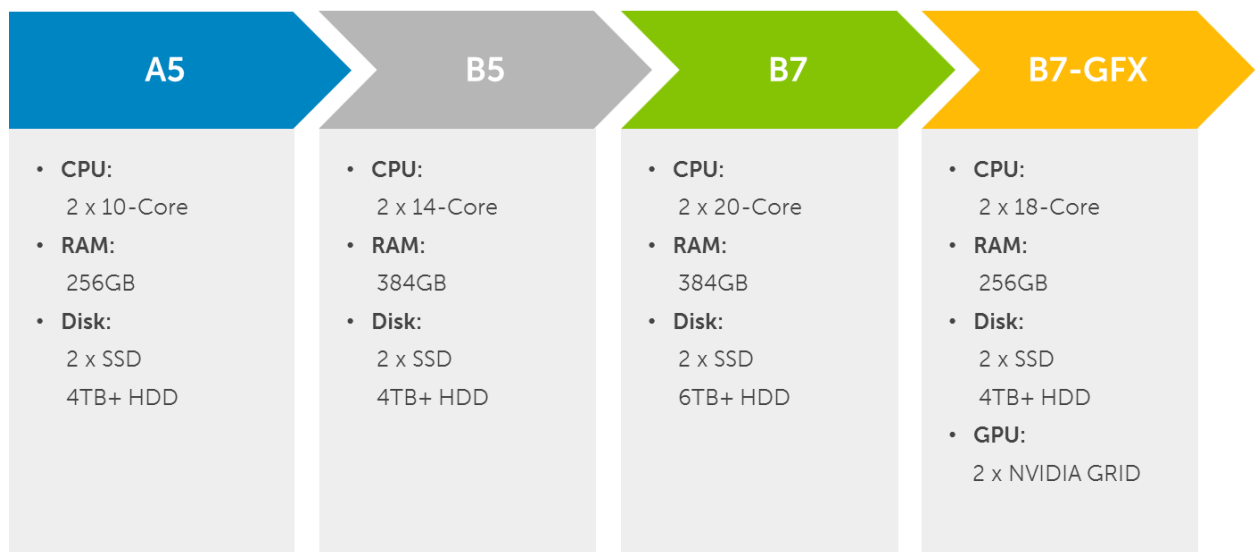 A5
• CPU:
2 x 10-Core
• RAM:
256GB
• Disk:
2 x SSD
4TB+ HDD
B5
• CPU:
2 x 14-Core
• RAM:
384GB
• Disk:
2 x SSD
4TB+ HDD
B7
• CPU:
2 x 20-Core
• RAM:
384GB
• Disk:
2 x SSD
6TB+ HDD
B7-GFX
• CPU:
2 x 18-Core
• RAM:
256GB
• Disk:
2 x SSD
4TB+ HDD
• GPU:
2 x NVIDIA GRID